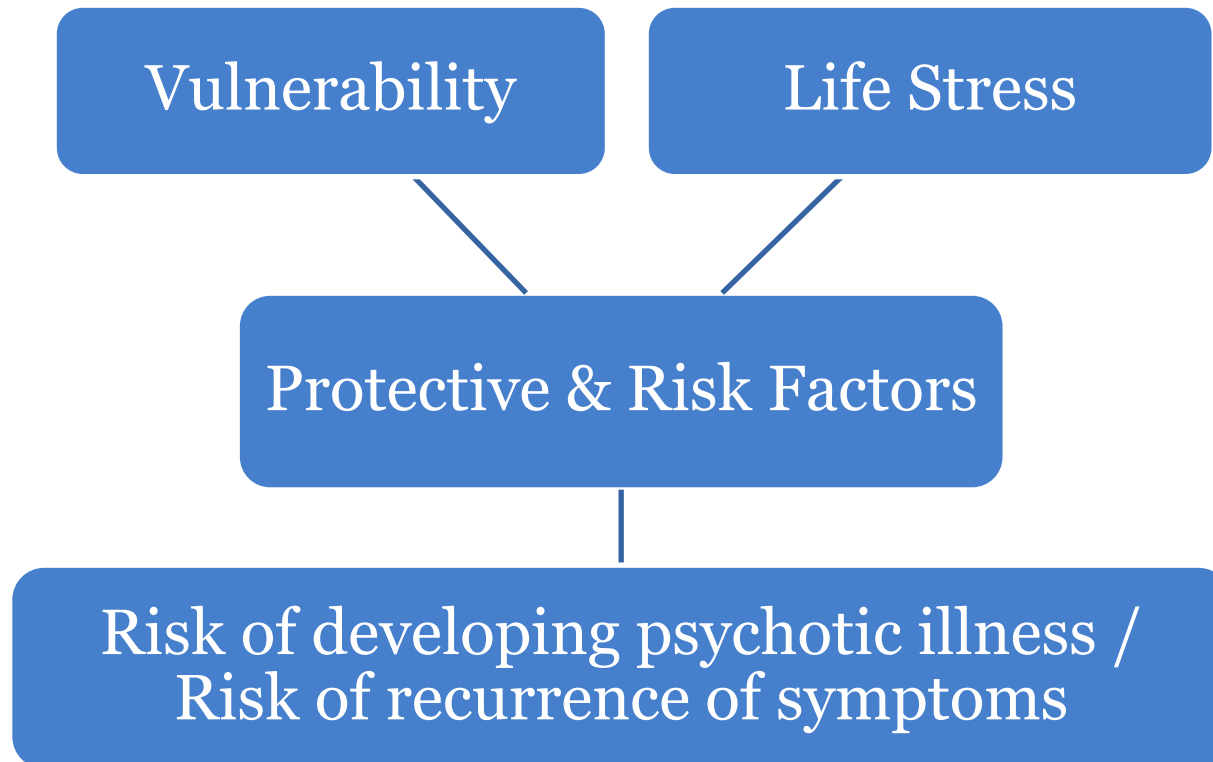 Vulnerability
Life Stress
Protective & Risk Factors
Risk of developing psychotic illness /
Risk of recurrence of symptoms